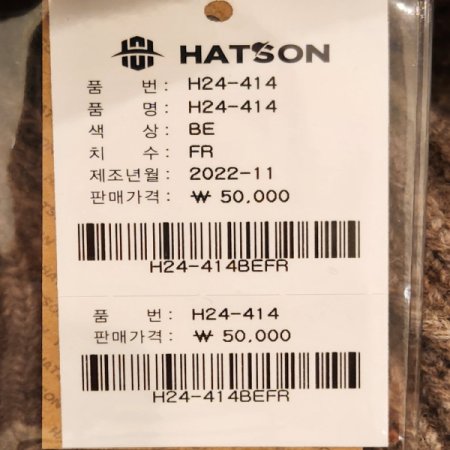 HATSON
품 번 : H24-414
품 명 : H24-414
색 상 : BE
치 수 : FR
제조년월 : 2022-11
판매가격 : ₩ 50,000
H24-414BEFR
품 번 : H24-414
판매가격 : ₩ 50,000
H24-414BEFR